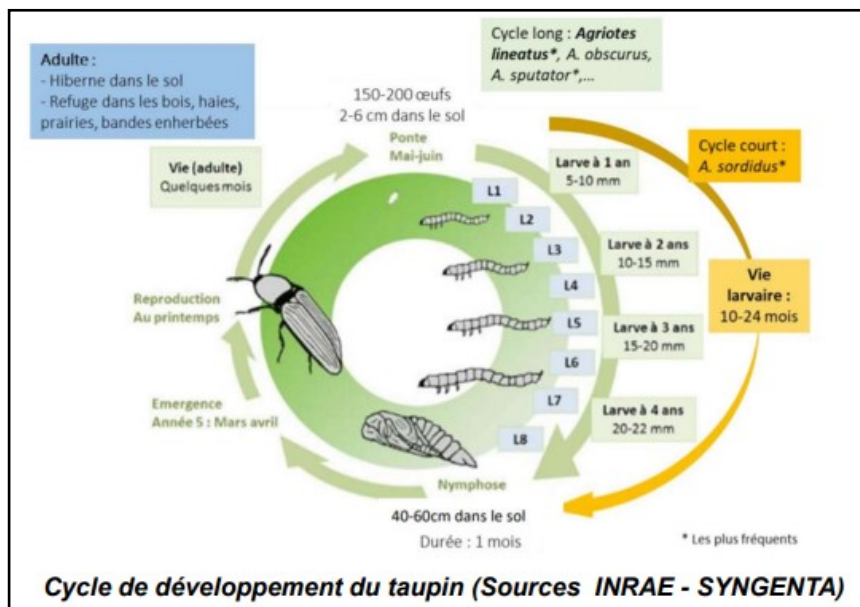 Adulte :
- Hiberne dans le sol
- Refuge dans les bois, haies,
prairies, bandes enherbées
150-200 œufs
2-6 cm dans le sol
Ponte
Mai-juin
Cycle long : Agriotes
lineatus*, A. obscurus,
A. sputator*,...
Cycle court :
A. sordidus*
Vie (adulte)
Quelques mois
Larve à 1 an
5-10 mm
L1
L2
L3
L4
L5
L6
L7
L8
Larve à 2 ans
10-15 mm
Vie
larvaire :
10-24 mois
Larve à 3 ans
15-20 mm
Larve à 4 ans
20-22 mm
Reproduction
Au printemps
Emergence
Année 5 : Mars avril
Nymphose
40-60cm dans le sol
Durée : 1 mois
* Les plus fréquents
Cycle de développement du taupin (Sources INRAE - SYNGENTA)